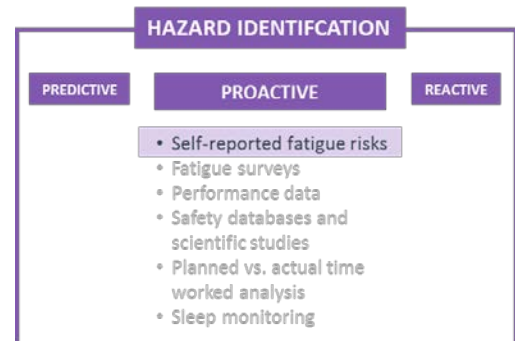 HAZARD IDENTIFCATION
PREDICTIVE
PROACTIVE
REACTIVE
• Self-reported fatigue risks
• Fatigue surveys
• Performance data
• Safety databases and
scientific studies
• Planned vs. actual time
worked analysis
• Sleep monitoring